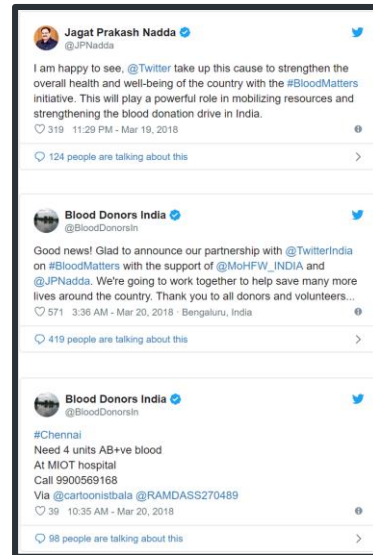 Jagat Prakash Nadda
@JPNadda
I am happy to see, @Twitter take up this cause to strengthen the
overall health and well-being of the country with the #BloodMatters
initiative. This will play a powerful role in mobilizing resources and
strengthening the blood donation drive in India.
319 11:29 PM - Mar 19, 2018
124 people are talking about this
Blood Donors India
@BloodDonorsIn
Good news! Glad to announce our partnership with @TwitterIndia
on #BloodMatters with the support of @MoHFW_INDIA and
@JPNadda. We're going to work together to help save many more
lives around the country. Thank you to all donors and volunteers...
571 3:36 AM - Mar 20, 2018 · Bengaluru, India
419 people are talking about this
Blood Donors India
@BloodDonorsIn
#Chennai
Need 4 units AB+ve blood
At MIOT hospital
Call 9900569168
Via @cartoonistbala @RAMDASS270489
39 10:35 AM - Mar 20, 2018
98 people are talking about this